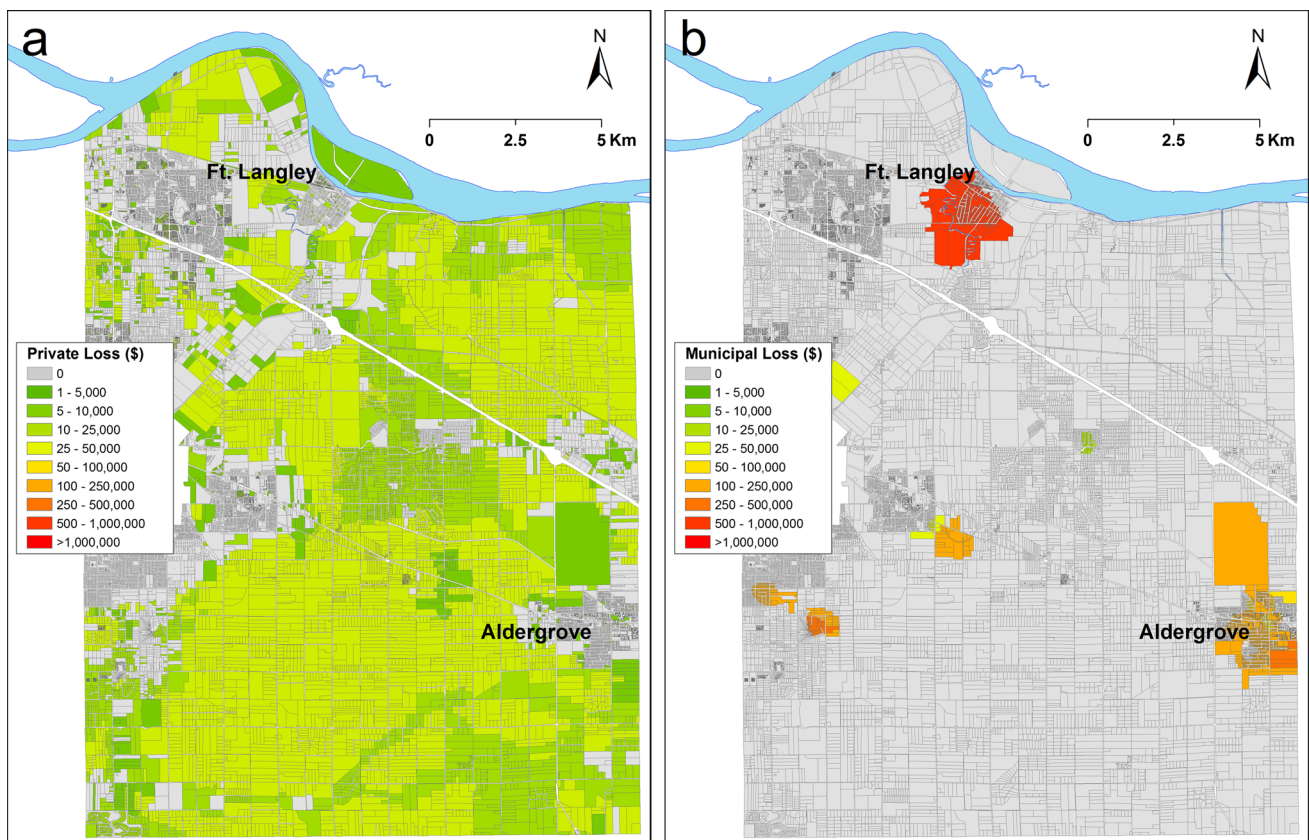 a
N
0 2.5 5 Km
Ft. Langley
Private Loss ($)
0
1 - 5,000
5 - 10,000
10 - 25,000
25 - 50,000
50 - 100,000
100 - 250,000
250 - 500,000
500 - 1,000,000
>1,000,000
Aldergrove
b
N
0 2.5 5 Km
Ft. Langley
Municipal Loss ($)
0
1 - 5,000
5 - 10,000
10 - 25,000
25 - 50,000
50 - 100,000
100 - 250,000
250 - 500,000
500 - 1,000,000
>1,000,000
Aldergrove